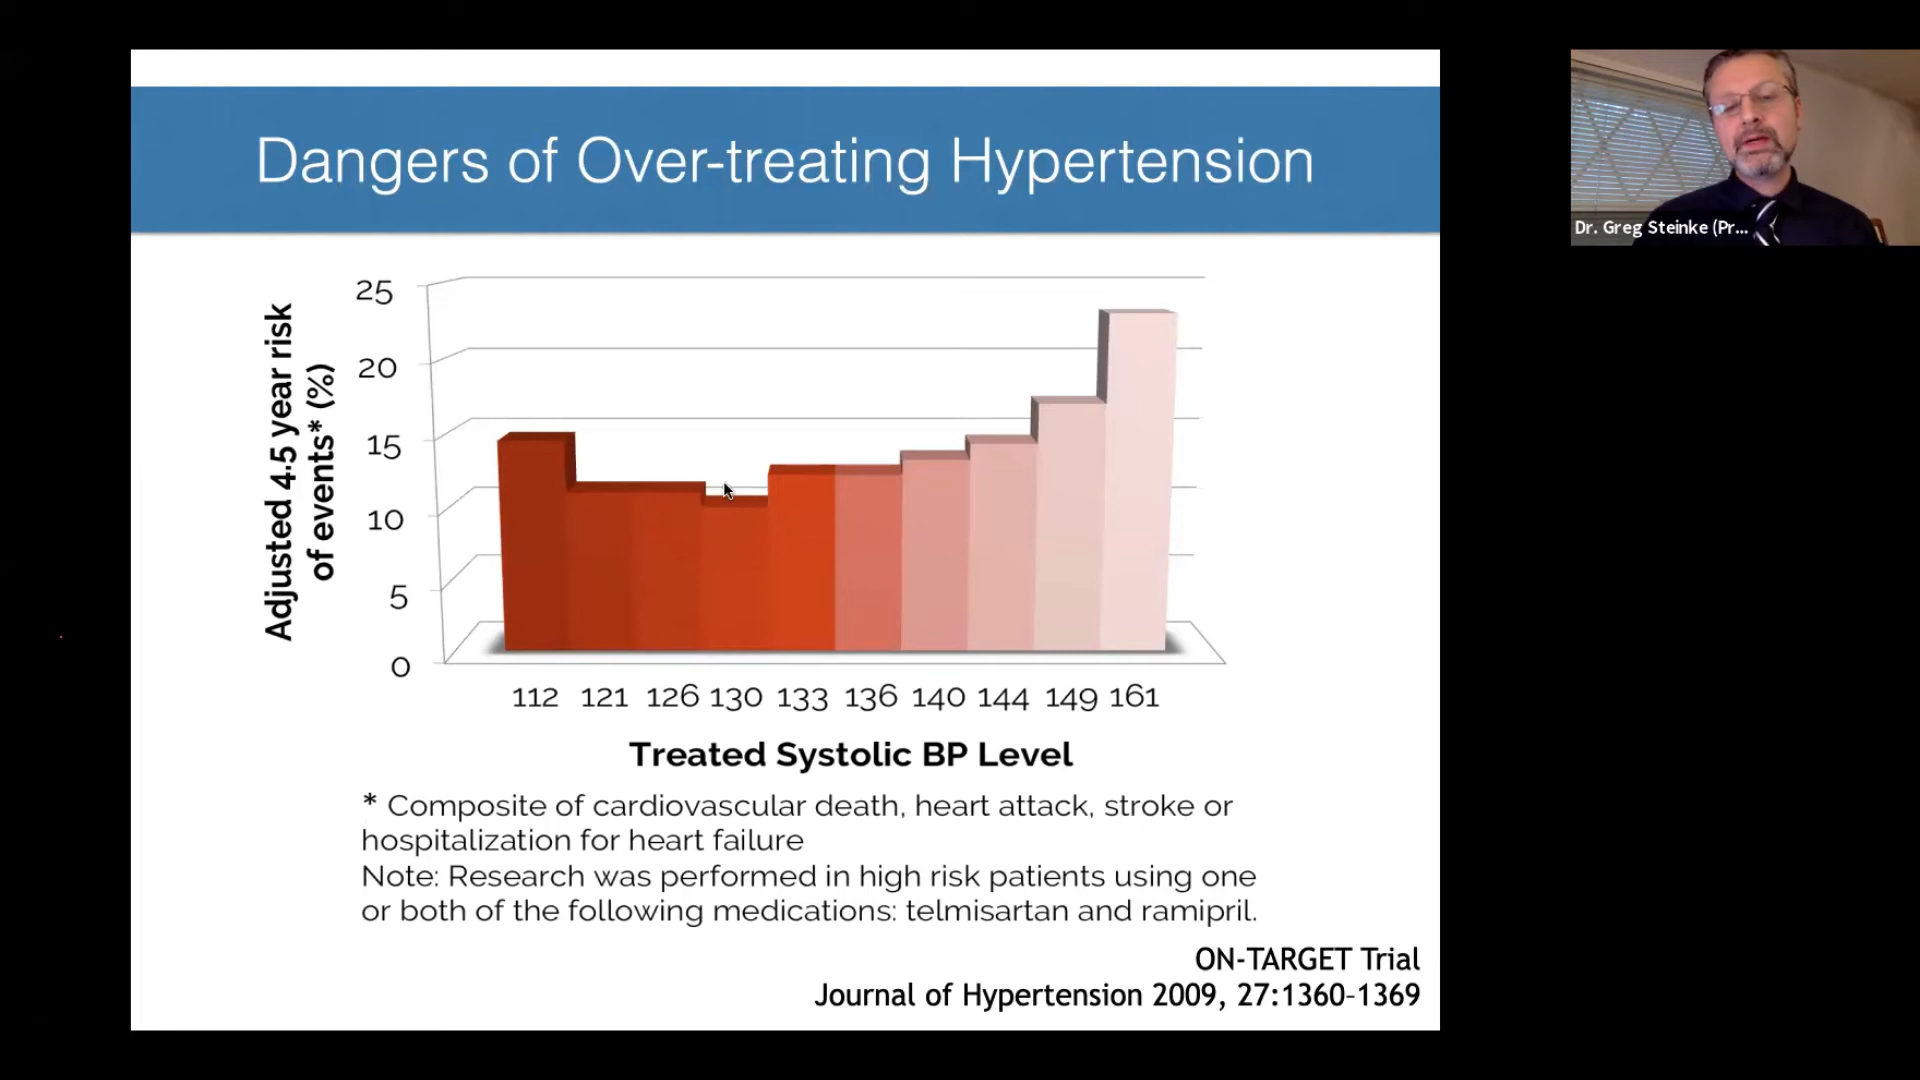 Dangers of Over-treating Hypertension
Dr. Greg Steinke (Pr...
Adjusted 4.5 year risk
of events* (%)
25
20
15
10
5
0
112 121 126 130 133 136 140 144 149 161
Treated Systolic BP Level
* Composite of cardiovascular death, heart attack, stroke or
hospitalization for heart failure
Note: Research was performed in high risk patients using one
or both of the following medications: telmisartan and ramipril.
ON-TARGET Trial
Journal of Hypertension 2009, 27:1360-1369